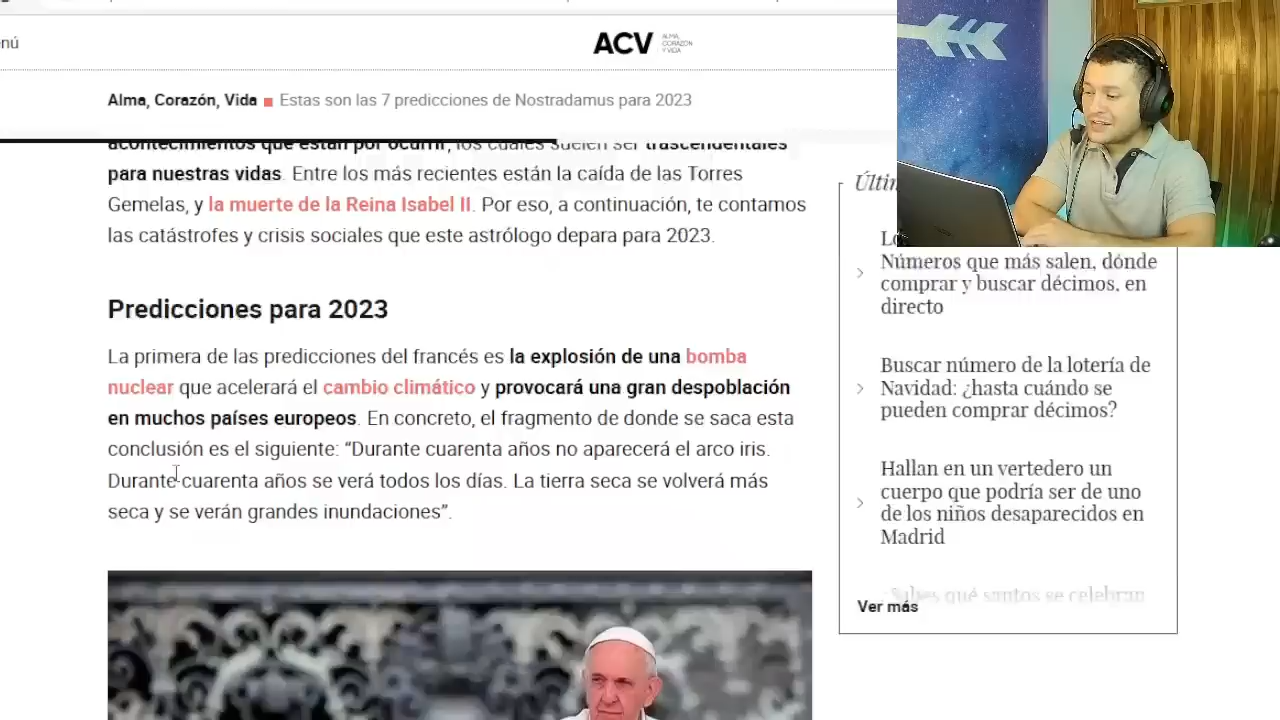 nú
ACV ALMA, CORAZÓN Y VIDA
Alma, Corazón, Vida Estas son las 7 predicciones de Nostradamus para 2023
acontecimientos que están por ocurrir, los cuales suelen ser trascendentales
para nuestras vidas. Entre los más recientes están la caída de las Torres
Gemelas, y la muerte de la Reina Isabel II. Por eso, a continuación, te contamos
las catástrofes y crisis sociales que este astrólogo depara para 2023.
Predicciones para 2023
La primera de las predicciones del francés es la explosión de una bomba
nuclear que acelerará el cambio climático y provocará una gran despoblación
en muchos países europeos. En concreto, el fragmento de donde se saca esta
conclusión es el siguiente: “Durante cuarenta años no aparecerá el arco iris.
Durante cuarenta años se verá todos los días. La tierra seca se volverá más
seca y se verán grandes inundaciones”.
Números que más salen, dónde
comprar y buscar décimos, en
directo
Buscar número de la lotería de
Navidad: ¿hasta cuándo se
pueden comprar décimos?
Hallan en un vertedero un
cuerpo que podría ser de uno
de los niños desaparecidos en
Madrid
¿Sabes qué santos se celebran
Ver más